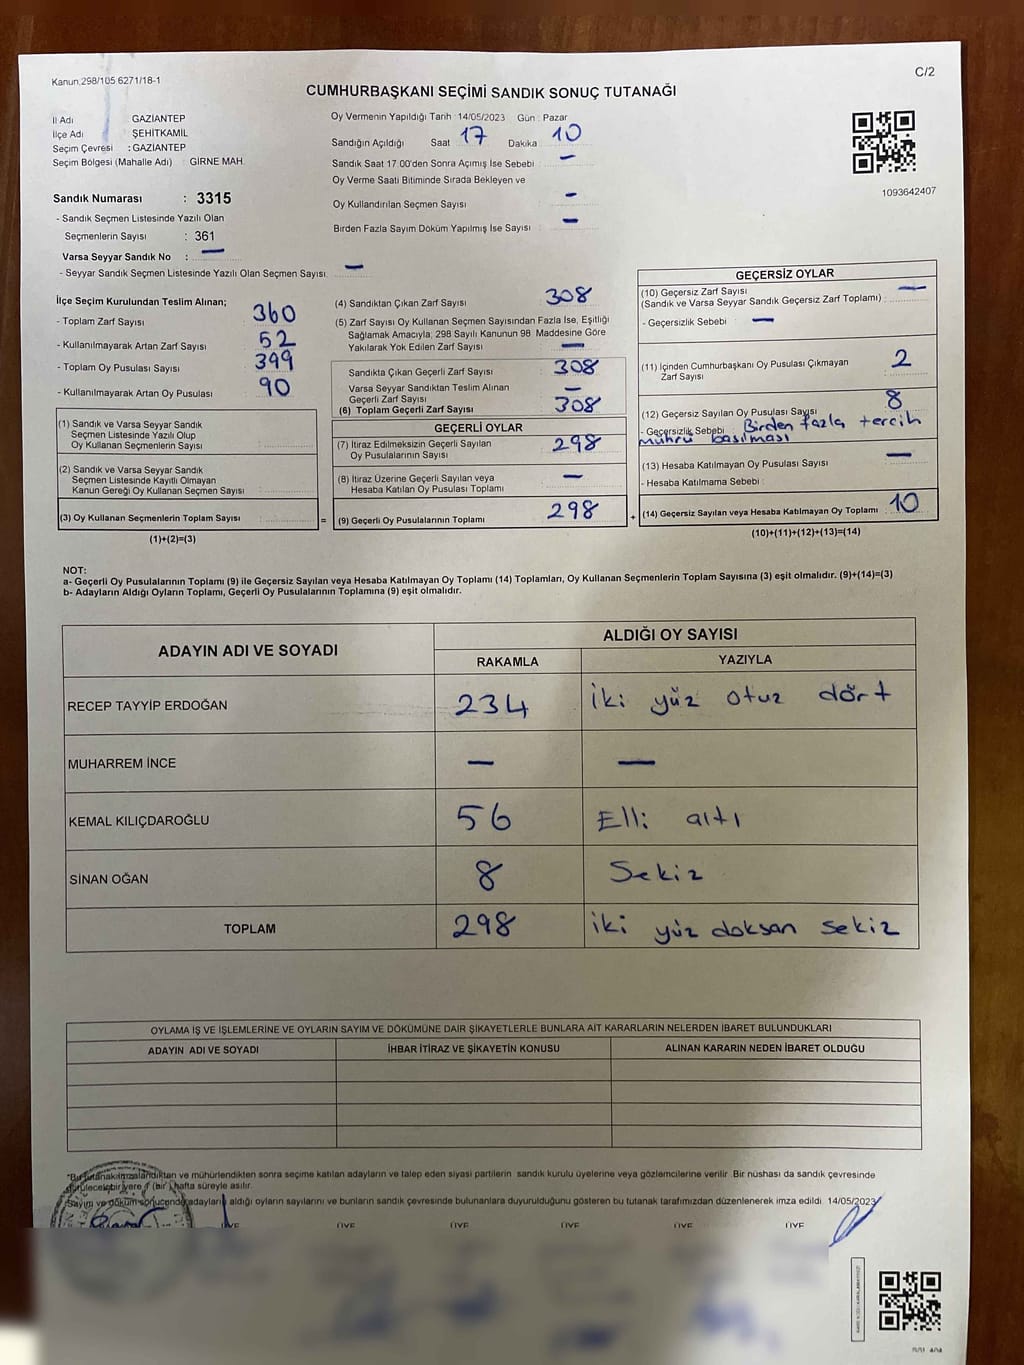 Kanun 298/105 6271/18-1
C/2
CUMHURBAŞKANI SEÇİMİ SANDIK SONUÇ TUTANAĞI
İl Adı GAZİANTEP
İlçe Adı : ŞEHİTKAMİL
Seçim Çevresi : GAZİANTEP
Seçim Bölgesi (Mahalle Adı) : GİRNE MAH.
Sandık Numarası : 3315
- Sandık Seçmen Listesinde Yazılı Olan
Seçmenlerin Sayısı : 361
Varsa Seyyar Sandık No : —
- Seyyar Sandık Seçmen Listesinde Yazılı Olan Seçmen Sayısı —
Oy Vermenin Yapıldığı Tarih 14/05/2023 Gün : Pazar
Sandığın Açıldığı Saat 17 Dakika 10
Sandık Saat 17.00'den Sonra Açımış İse Sebebi : —
Oy Verme Saati Bitiminde Sırada Bekleyen ve
Oy Kullandırılan Seçmen Sayısı : —
Birden Fazla Sayım Döküm Yapılmış İse Sayısı : —
1093642407
İlçe Seçim Kurulundan Teslim Alınan;
- Toplam Zarf Sayısı : 360
- Kullanılmayarak Artan Zarf Sayısı : 52
- Toplam Oy Pusulası Sayısı : 399
- Kullanılmayarak Artan Oy Pusulası : 90
(1) Sandık ve Varsa Seyyar Sandık
Seçmen Listesinde Yazılı Olup
Oy Kullanan Seçmenlerin Sayısı
(2) Sandık ve Varsa Seyyar Sandık
Seçmen Listesinde Kayıtlı Olmayan
Kanun Gereği Oy Kullanan Seçmen Sayısı
(3) Oy Kullanan Seçmenlerin Toplam Sayısı
(1)+(2)=(3)
=
(4) Sandıktan Çıkan Zarf Sayısı : 308
(5) Zarf Sayısı Oy Kullanan Seçmen Sayısından Fazla İse, Eşitliği
Sağlamak Amacıyla; 298 Sayılı Kanunun 98. Maddesine Göre
Yakılarak Yok Edilen Zarf Sayısı : —
Sandıkta Çıkan Geçerli Zarf Sayısı : 308
Varsa Seyyar Sandıktan Teslim Alınan
Geçerli Zarf Sayısı : —
(6) Toplam Geçerli Zarf Sayısı : 308
GEÇERLİ OYLAR
(7) İtiraz Edilmeksizin Geçerli Sayılan
Oy Pusulalarının Sayısı : 298
(8) İtiraz Üzerine Geçerli Sayılan veya
Hesaba Katılan Oy Pusulası Toplamı : —
(9) Geçerli Oy Pusulalarının Toplamı : 298
+
GEÇERSİZ OYLAR
(10) Geçersiz Zarf Sayısı
(Sandık ve Varsa Seyyar Sandık Geçersiz Zarf Toplamı) : —
- Geçersizlik Sebebi : —
(11) İçinden Cumhurbaşkanı Oy Pusulası Çıkmayan
Zarf Sayısı : 2
(12) Geçersiz Sayılan Oy Pusulası Sayısı : 8
- Geçersizlik Sebebi : Birden fazla tercih
mührü basılması
(13) Hesaba Katılmayan Oy Pusulası Sayısı : —
- Hesaba Katılmama Sebebi :
(14) Geçersiz Sayılan veya Hesaba Katılmayan Oy Toplamı : 10
(10)+(11)+(12)+(13)=(14)
NOT:
a- Geçerli Oy Pusulalarının Toplamı (9) ile Geçersiz Sayılan veya Hesaba Katılmayan Oy Toplamı (14) Toplamları, Oy Kullanan Seçmenlerin Toplam Sayısına (3) eşit olmalıdır. (9)+(14)=(3)
b- Adayların Aldığı Oyların Toplamı, Geçerli Oy Pusulalarının Toplamına (9) eşit olmalıdır.
ADAYIN ADI VE SOYADI
ALDIĞI OY SAYISI
RAKAMLA YAZIYLA
RECEP TAYYİP ERDOĞAN 234 İki yüz otuz dört
MUHARREM İNCE — —
KEMAL KILIÇDAROĞLU 56 Elli altı
SİNAN OĞAN 8 Sekiz
TOPLAM 298 iki yüz doksan sekiz
OYLAMA İŞ VE İŞLEMLERİNE VE OYLARIN SAYIM VE DÖKÜMÜNE DAİR ŞİKAYETLERLE BUNLARA AİT KARARLARIN NELERDEN İBARET BULUNDUKLARI
ADAYIN ADI VE SOYADI İHBAR İTİRAZ VE ŞİKAYETİN KONUSU ALINAN KARARIN NEDEN İBARET OLDUĞU
*Bu tutanak imzalandıktan ve mühürlendikten sonra seçime katılan adayların ve talep eden siyasi partilerin sandık kurulu üyelerine veya gözlemcilerine verilir. Bir nüshası da sandık çevresinde
görülecek bir yere 1 (bir) hafta süreyle asılır.
Sayım ve döküm sonucenda adayların aldığı oyların sayılarını ve bunların sandık çevresinde bulunanlara duyurulduğunu gösteren bu tutanak tarafımızdan düzenlenerek imza edildi. 14/05/2023
ÜYE ÜYE ÜYE ÜYE ÜYE ÜYE